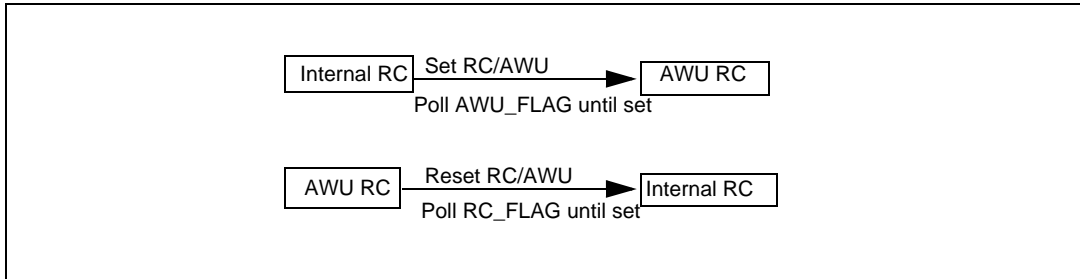 Internal RC Set RC/AWU AWU RC
Poll AWU_FLAG until set
AWU RC Reset RC/AWU Internal RC
Poll RC_FLAG until set